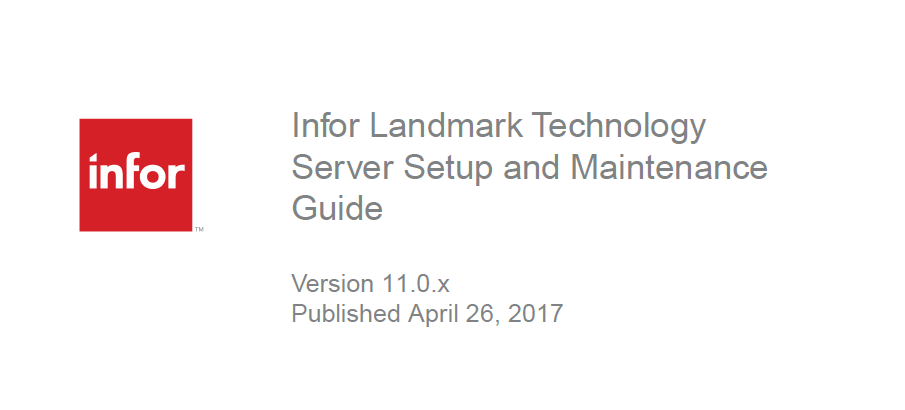 infor
TM
Infor Landmark Technology
Server Setup and Maintenance
Guide
Version 11.0.x
Published April 26, 2017